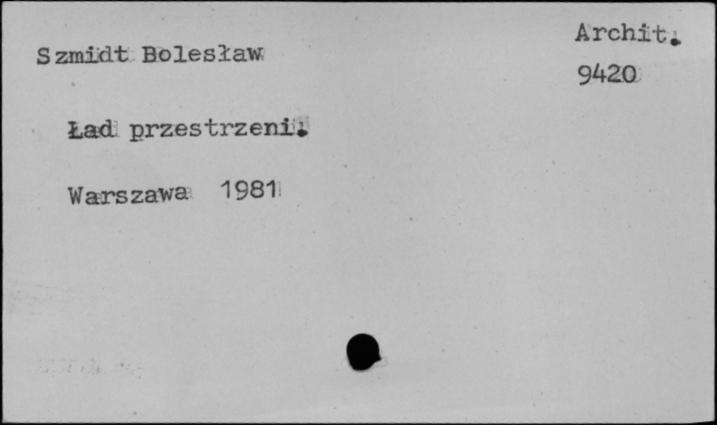 Szmidt Bolesław
Archit.
9420
Ład przestrzeni.
Warszawa 1981